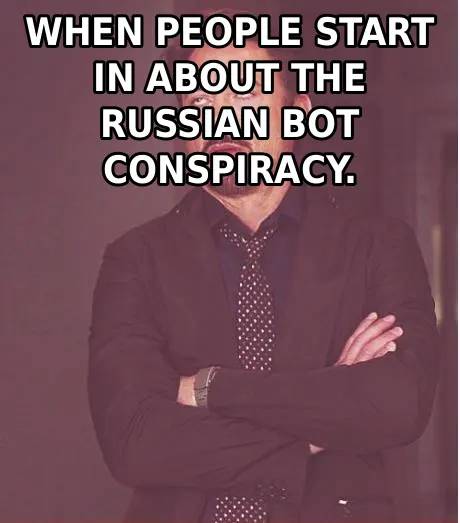 WHEN PEOPLE START
IN ABOUT THE
RUSSIAN BOT
CONSPIRACY.